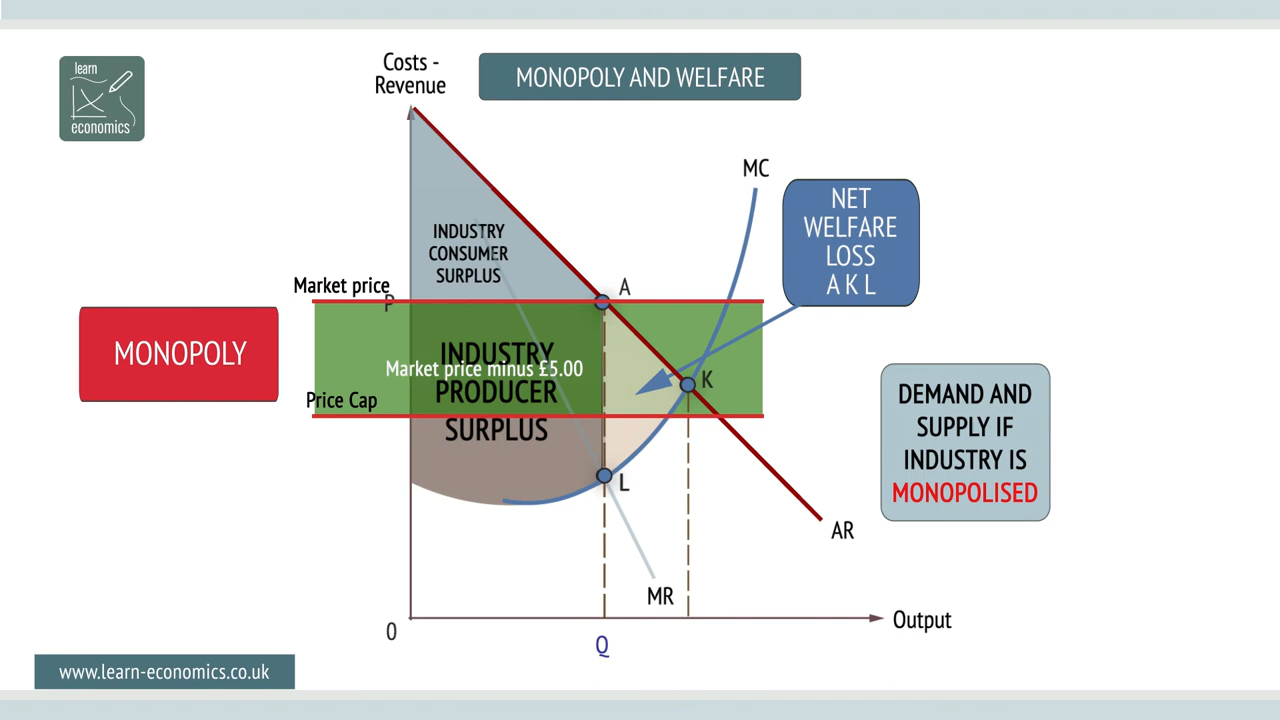 learn
economics
Costs -
Revenue
MONOPOLY AND WELFARE
MC
NET
WELFARE
LOSS
A K L
INDUSTRY
CONSUMER
SURPLUS
Market price
P
A
MONOPOLY
INDUSTRY
Market price minus £5.00
PRODUCER
SURPLUS
Price Cap
K
DEMAND AND
SUPPLY IF
INDUSTRY IS
MONOPOLISED
L
AR
MR
0
Output
Q
www.learn-economics.co.uk